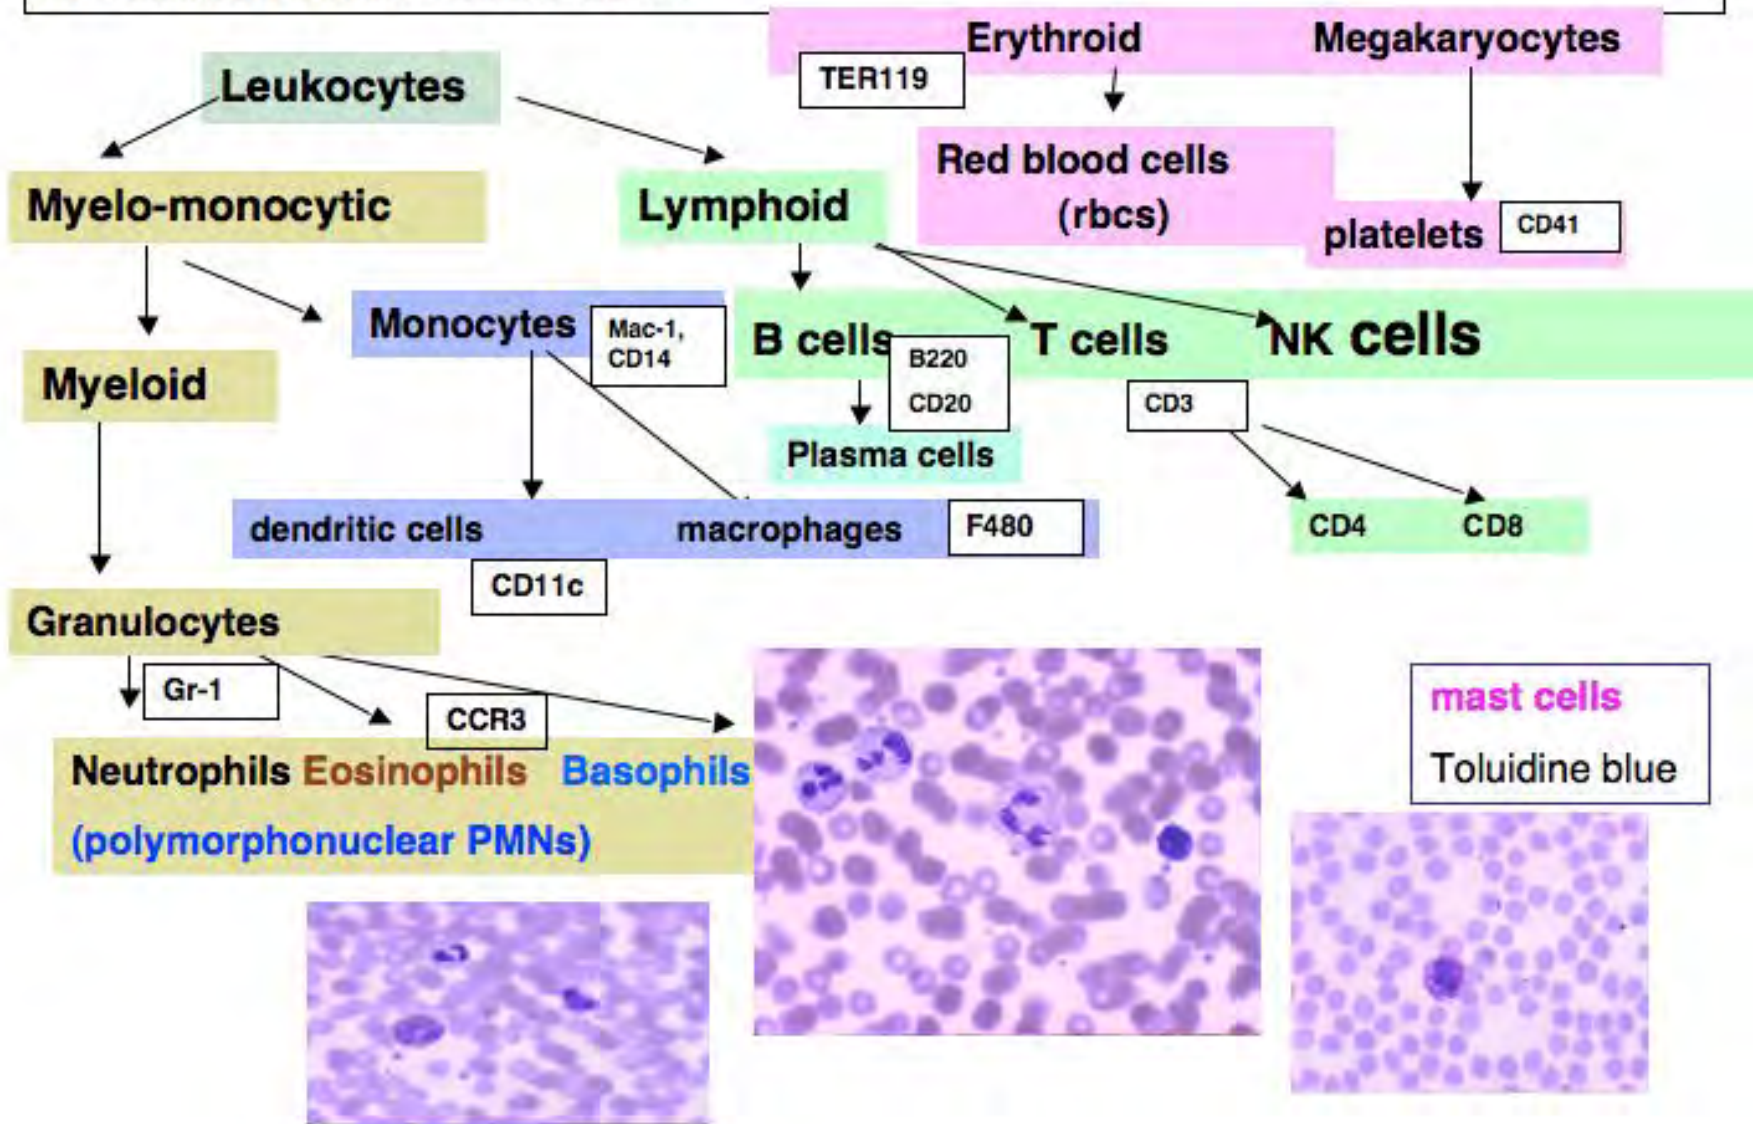 Erythroid Megakaryocytes
TER119
Leukocytes
Red blood cells
(rbcs)
Myelo-monocytic
Lymphoid
platelets
CD41
Monocytes
Mac-1,
CD14
B cells T cells NK cells
B220
CD20
Myeloid
CD3
Plasma cells
dendritic cells macrophages
F480
CD4 CD8
CD11c
Granulocytes
Gr-1
CCR3
mast cells
Toluidine blue
Neutrophils Eosinophils Basophils
(polymorphonuclear PMNs)